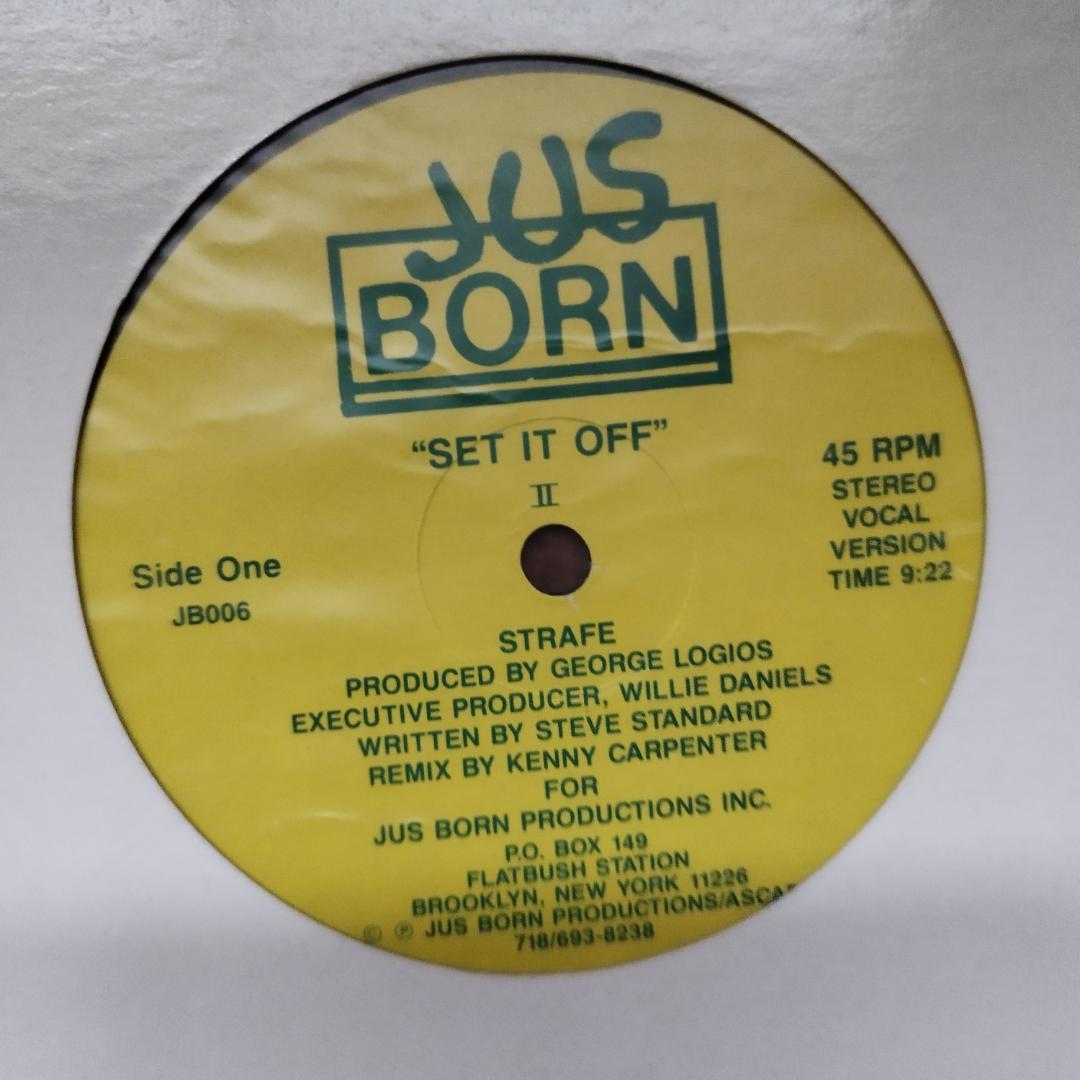 JUS
BORN
“SET IT OFF”
II
45 RPM
STEREO
VOCAL
VERSION
TIME 9:22
Side One
JB006
STRAFE
PRODUCED BY GEORGE LOGIOS
EXECUTIVE PRODUCER, WILLIE DANIELS
WRITTEN BY STEVE STANDARD
REMIX BY KENNY CARPENTER
FOR
JUS BORN PRODUCTIONS INC.
P.O. BOX 149
FLATBUSH STATION
BROOKLYN, NEW YORK 11226
© ℗ JUS BORN PRODUCTIONS/ASCAP
718/693-8238